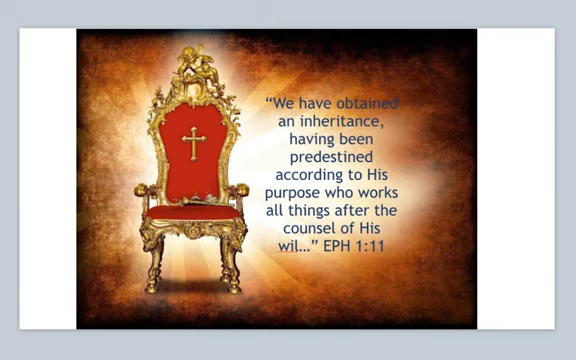 “We have obtained
an inheritance,
having been
predestined
according to His
purpose who works
all things after the
counsel of His
wil…” EPH 1:11